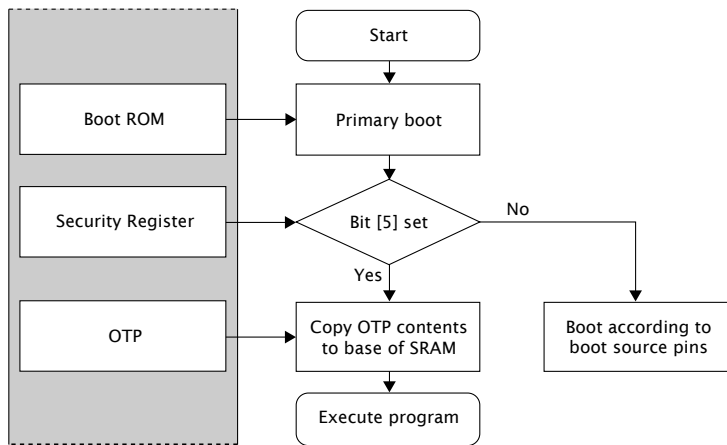 Start
Boot ROM
Primary boot
Security Register
Bit [5] set
No
Yes
OTP
Copy OTP contents
to base of SRAM
Boot according to
boot source pins
Execute program